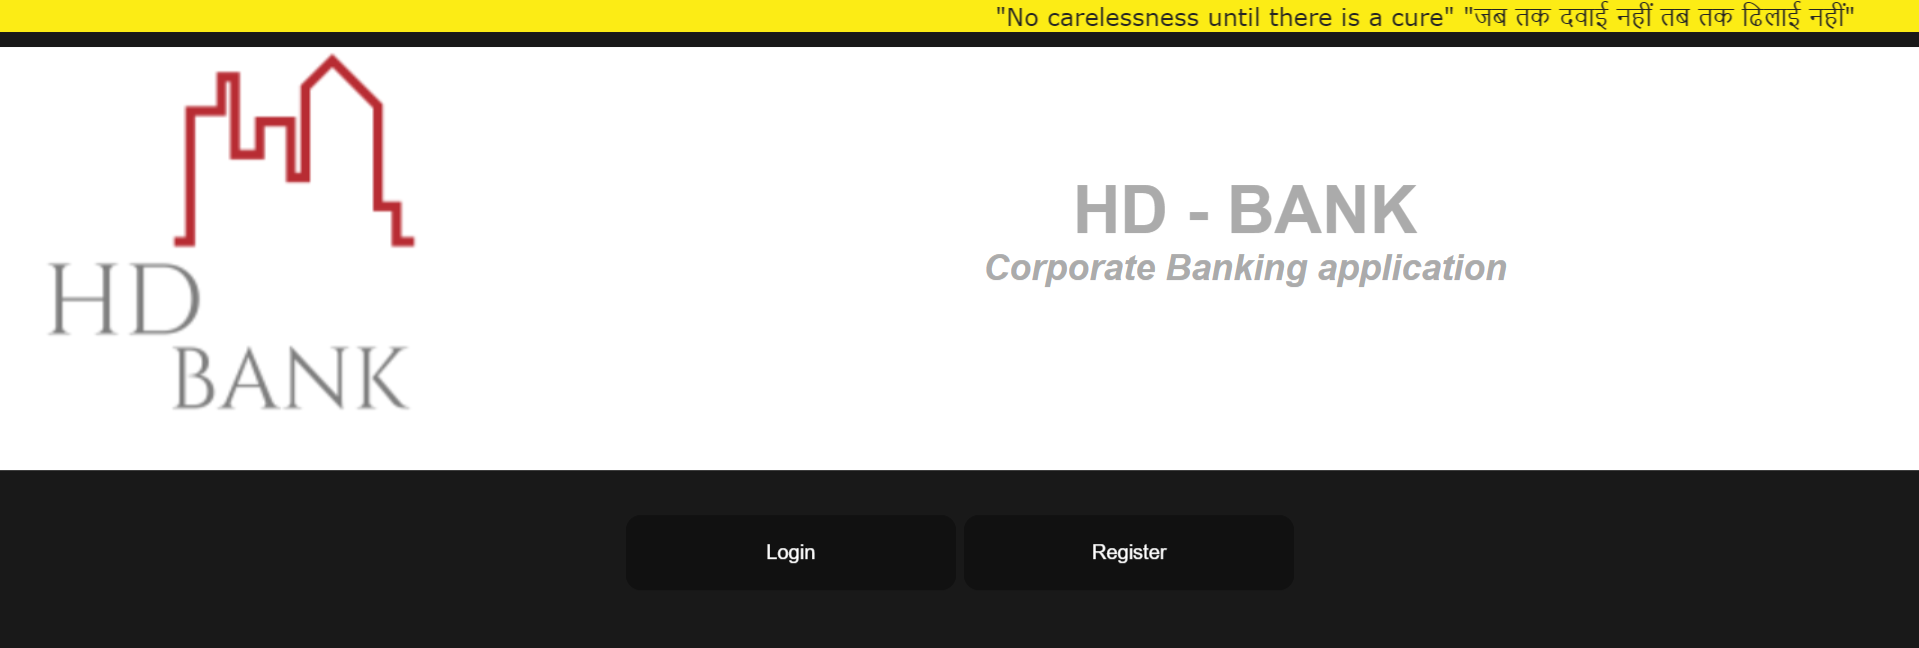 "No carelessness until there is a cure" "जब तक दवाई नहीं तब तक ढिलाई नहीं"
HD
BANK
HD - BANK
Corporate Banking application
Login
Register